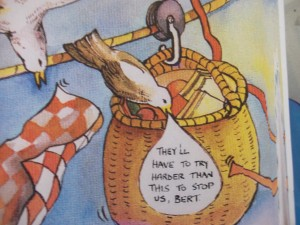 THEY'LL
HAVE TO TRY
HARDER THAN
THIS TO STOP
US, BERT.